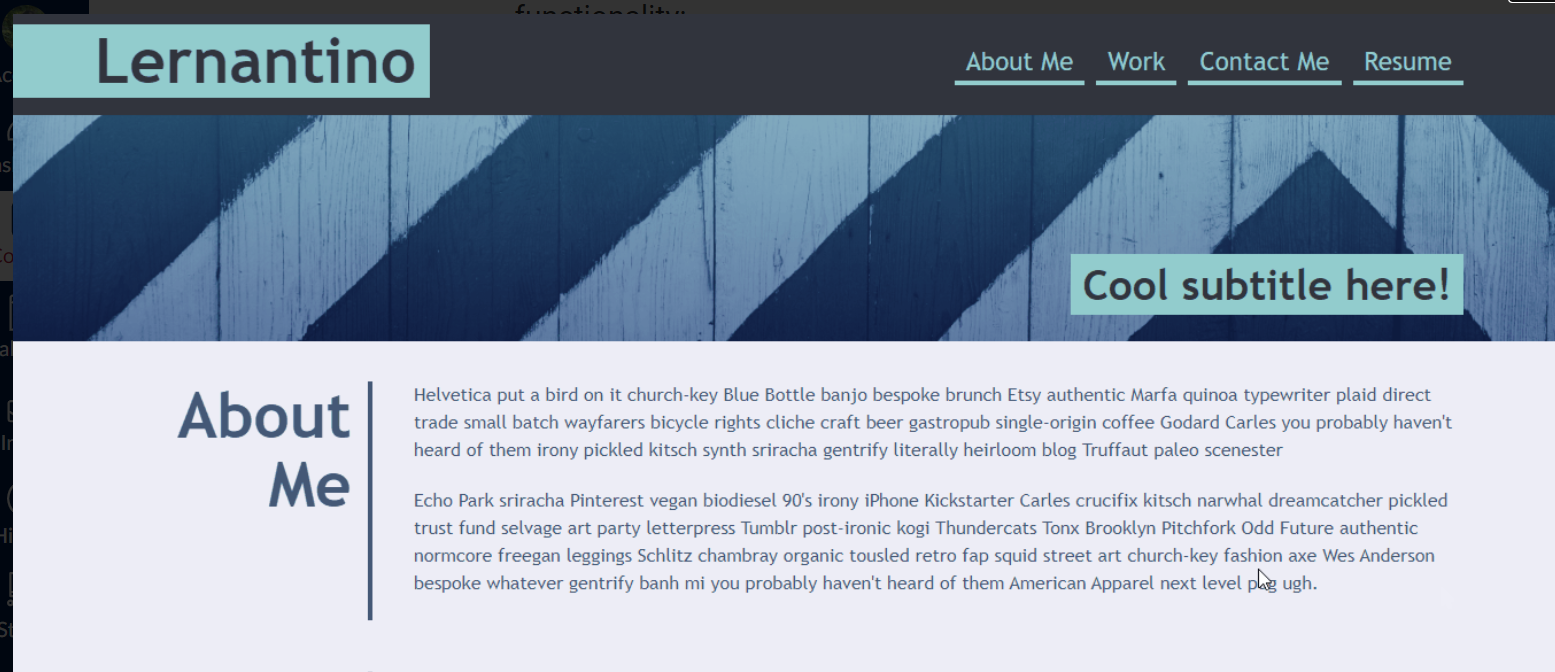 functionality:
Lernantino
About Me Work Contact Me Resume
Cool subtitle here!
About
Me
Helvetica put a bird on it church-key Blue Bottle banjo bespoke brunch Etsy authentic Marfa quinoa typewriter plaid direct
trade small batch wayfarers bicycle rights cliche craft beer gastropub single-origin coffee Godard Carles you probably haven't
heard of them irony pickled kitsch synth sriracha gentrify literally heirloom blog Truffaut paleo scenester
Echo Park sriracha Pinterest vegan biodiesel 90's irony iPhone Kickstarter Carles crucifix kitsch narwhal dreamcatcher pickled
trust fund selvage art party letterpress Tumblr post-ironic kogi Thundercats Tonx Brooklyn Pitchfork Odd Future authentic
normcore freegan leggings Schlitz chambray organic tousled retro fap squid street art church-key fashion axe Wes Anderson
bespoke whatever gentrify banh mi you probably haven't heard of them American Apparel next level pug ugh.